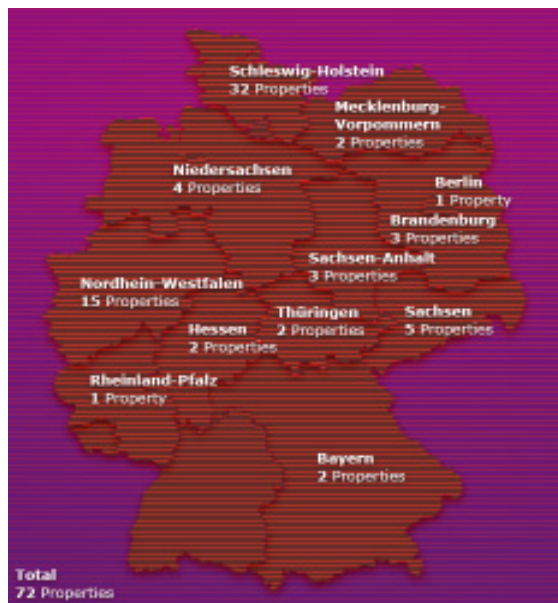 Schleswig-Holstein
32 Properties
Mecklenburg-
Vorpommern
2 Properties
Niedersachsen
4 Properties
Berlin
1 Property
Brandenburg
3 Properties
Sachsen-Anhalt
3 Properties
Nordhein-Westfalen
15 Properties
Thüringen
2 Properties
Sachsen
5 Properties
Hessen
2 Properties
Rheinland-Pfalz
1 Property
Bayern
2 Properties
Total
72 Properties